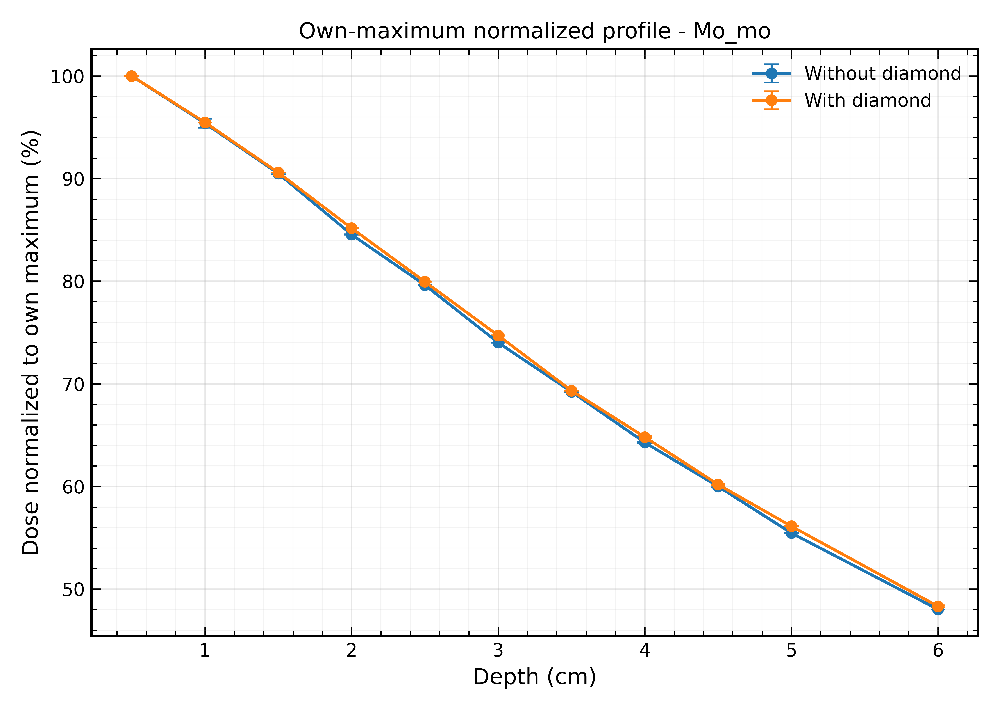 Own-maximum normalized profile - Mo_mo
Without diamond
With diamond
Dose normalized to own maximum (%)
100
90
80
70
60
50
1 2 3 4 5 6
Depth (cm)